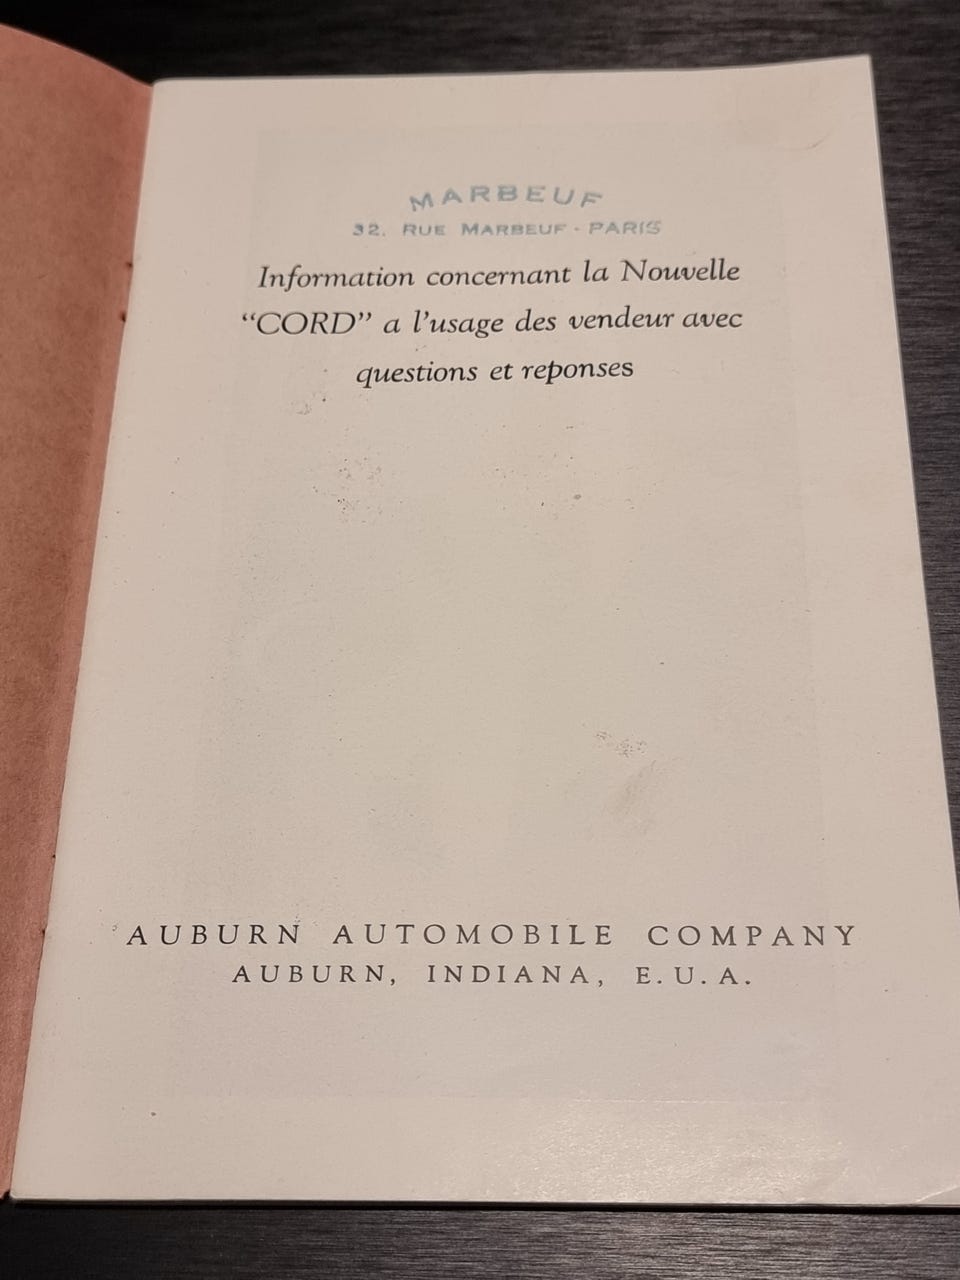 MARBEUF
32, RUE MARBEUF - PARIS
Information concernant la Nouvelle
“CORD” a l’usage des vendeur avec
questions et reponses
AUBURN AUTOMOBILE COMPANY
AUBURN, INDIANA, E. U. A.